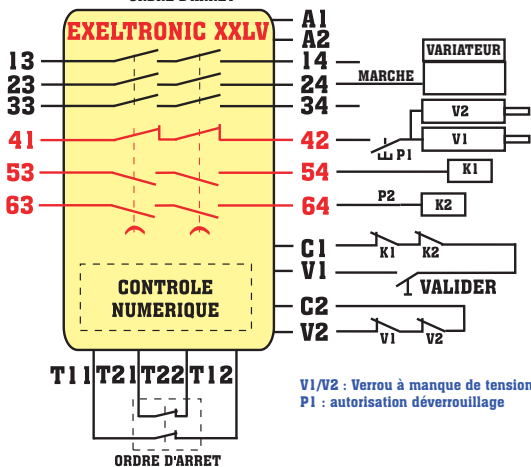 ORDRE D'ARRET
EXELTRONIC XXLV
A1
A2
13 14
23 24 MARCHE VARIATEUR
33 34
V2
41 42 P1 V1
53 54 K1
63 64 P2 K2
C1 K1 K2
V1 VALIDER
CONTROLE
NUMERIQUE
C2
V2 V1 V2
T11 T21 T22 T12
V1/V2 : Verrou à manque de tension
P1 : autorisation déverrouillage
ORDRE D'ARRET